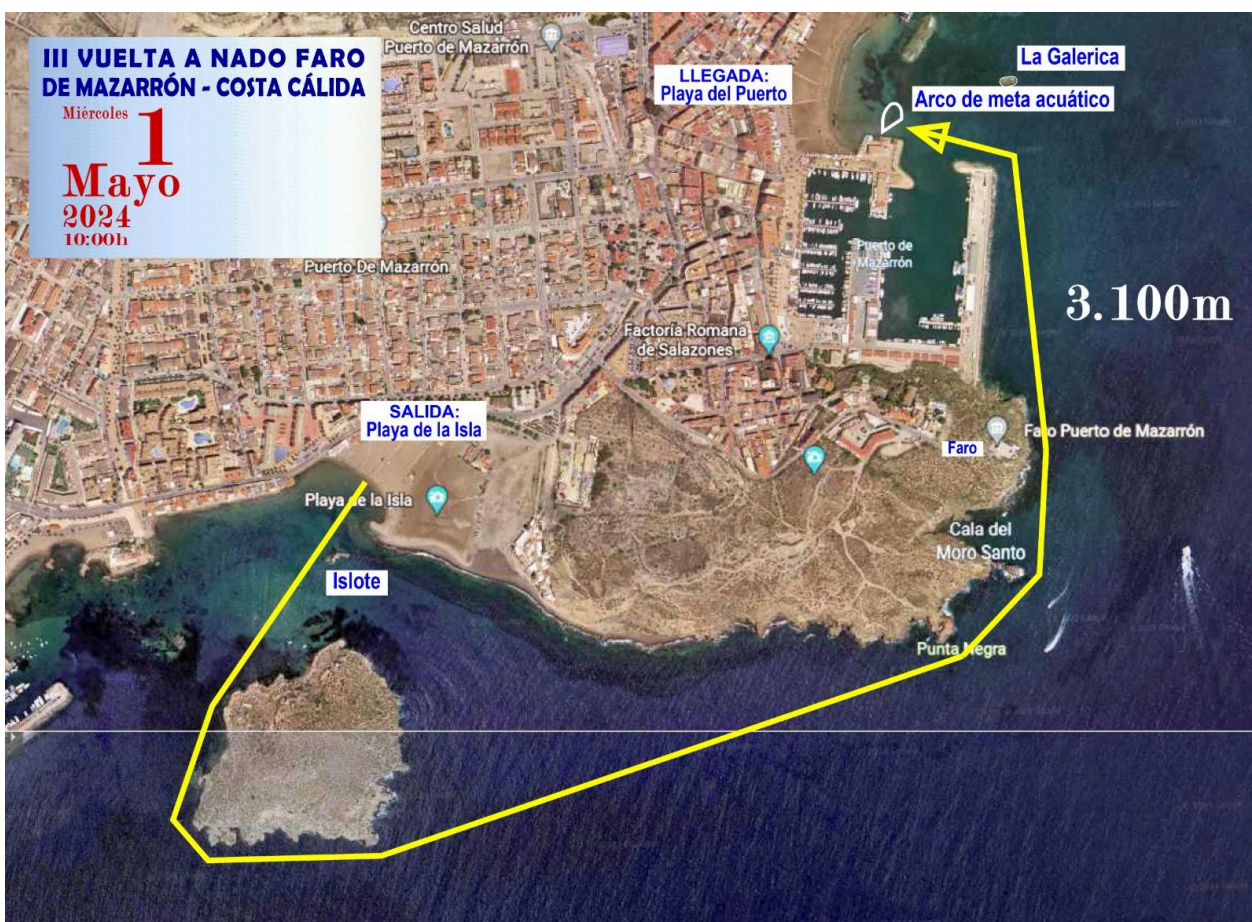 III VUELTA A NADO FARO
DE MAZARRÓN - COSTA CÁLIDA
Miércoles
1
Mayo
2024
10:00h
Centro Salud
Puerto de Mazarrón
LLEGADA:
Playa del Puerto
La Galerica
Arco de meta acuático
Puerto De Mazarrón
Puerto de
Mazarrón
3.100m
Factoría Romana
de Salazones
SALIDA:
Playa de la Isla
Faro
Faro Puerto de Mazarrón
Playa de la Isla
Cala del
Moro Santo
Islote
Punta Negra